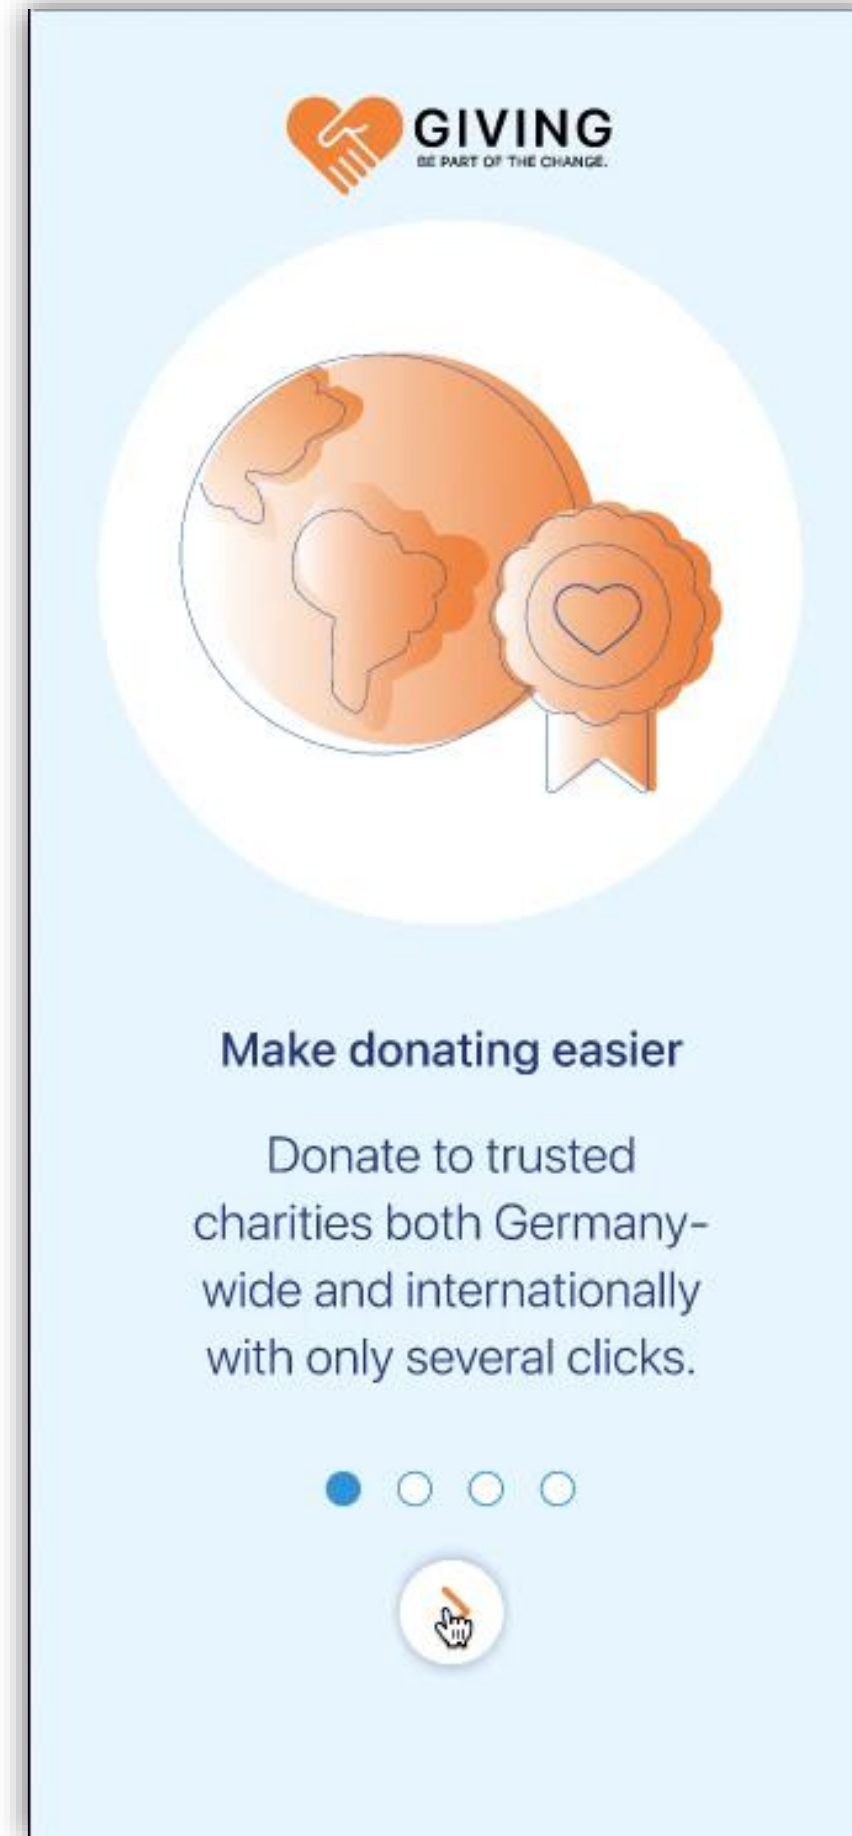 GIVING
BE PART OF THE CHANGE.
Make donating easier
Donate to trusted
charities both Germany-
wide and internationally
with only several clicks.